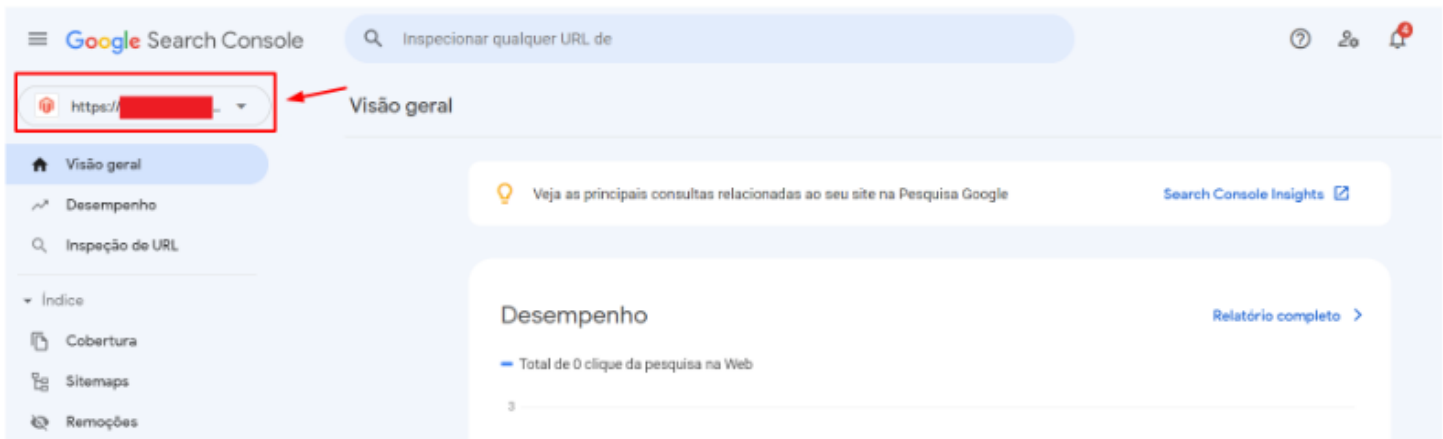 Google Search Console
Inspecionar qualquer URL de
4
https://
Visão geral
Visão geral
Desempenho
Inspeção de URL
Índice
Cobertura
Sitemaps
Remoções
Veja as principais consultas relacionadas ao seu site na Pesquisa Google
Search Console Insights
Desempenho
Relatório completo
Total de 0 clique da pesquisa na Web
3